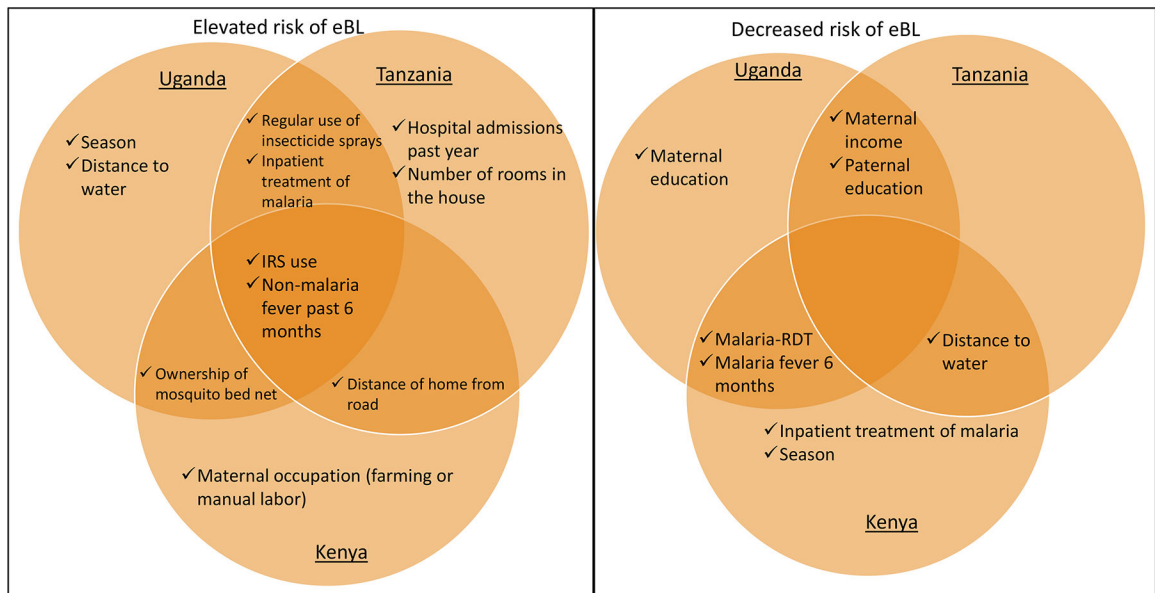 Elevated risk of eBL
Uganda
Tanzania
✓ Season
✓ Distance to
water
✓ Regular use of
insecticide sprays
✓ Inpatient
treatment of
malaria
✓ Hospital admissions
past year
✓ Number of rooms in
the house
✓ IRS use
✓ Non-malaria
fever past 6
months
✓ Ownership of
mosquito bed net
✓ Distance of home from
road
✓ Maternal occupation (farming or
manual labor)
Kenya
Decreased risk of eBL
Uganda
Tanzania
✓ Maternal
education
✓ Maternal
income
✓ Paternal
education
✓ Malaria-RDT
✓ Malaria fever 6
months
✓ Distance to
water
✓ Inpatient treatment of malaria
✓ Season
Kenya